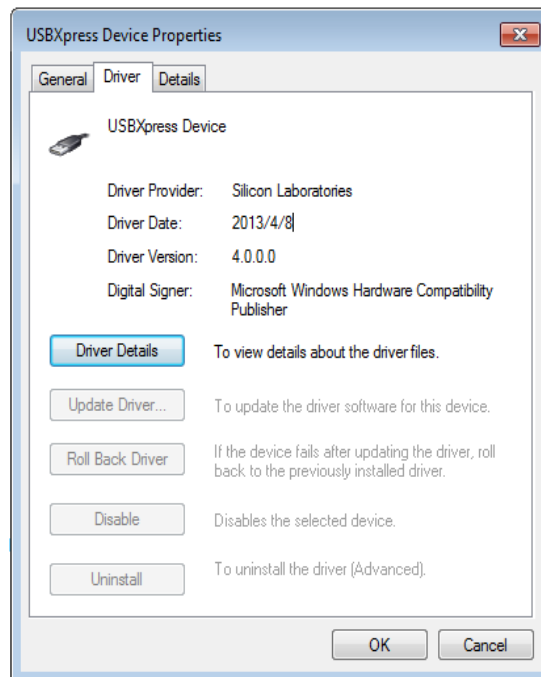 USBXpress Device Properties
General Driver Details
USBXpress Device
Driver Provider: Silicon Laboratories
Driver Date: 2013/4/8
Driver Version: 4.0.0.0
Digital Signer: Microsoft Windows Hardware Compatibility
Publisher
Driver Details To view details about the driver files.
Update Driver... To update the driver software for this device.
Roll Back Driver If the device fails after updating the driver, roll
back to the previously installed driver.
Disable Disables the selected device.
Uninstall To uninstall the driver (Advanced).
OK Cancel